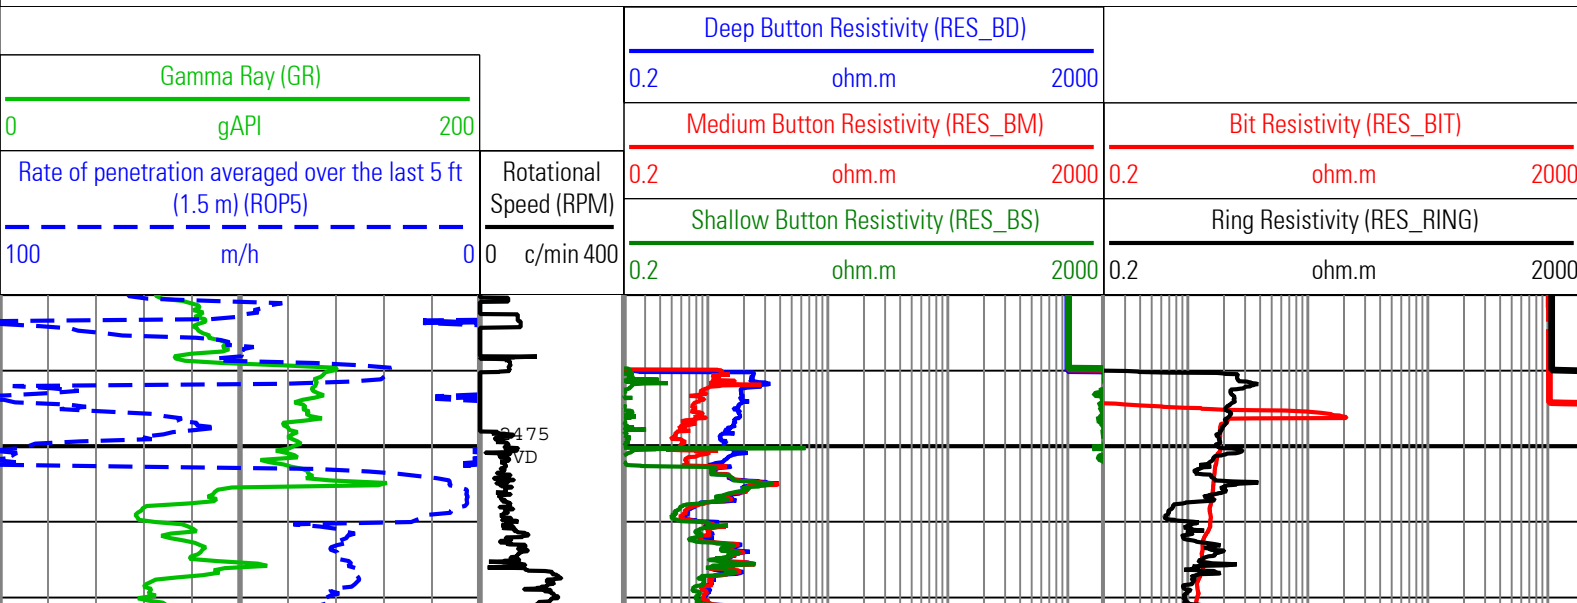 Deep Button Resistivity (RES_BD)
0.2 ohm.m 2000
Gamma Ray (GR)
0 gAPI 200
Medium Button Resistivity (RES_BM)
0.2 ohm.m 2000
Bit Resistivity (RES_BIT)
0.2 ohm.m 2000
Rate of penetration averaged over the last 5 ft
(1.5 m) (ROP5)
100 m/h 0
Rotational
Speed (RPM)
0 c/min 400
Shallow Button Resistivity (RES_BS)
0.2 ohm.m 2000
Ring Resistivity (RES_RING)
0.2 ohm.m 2000
475
VD